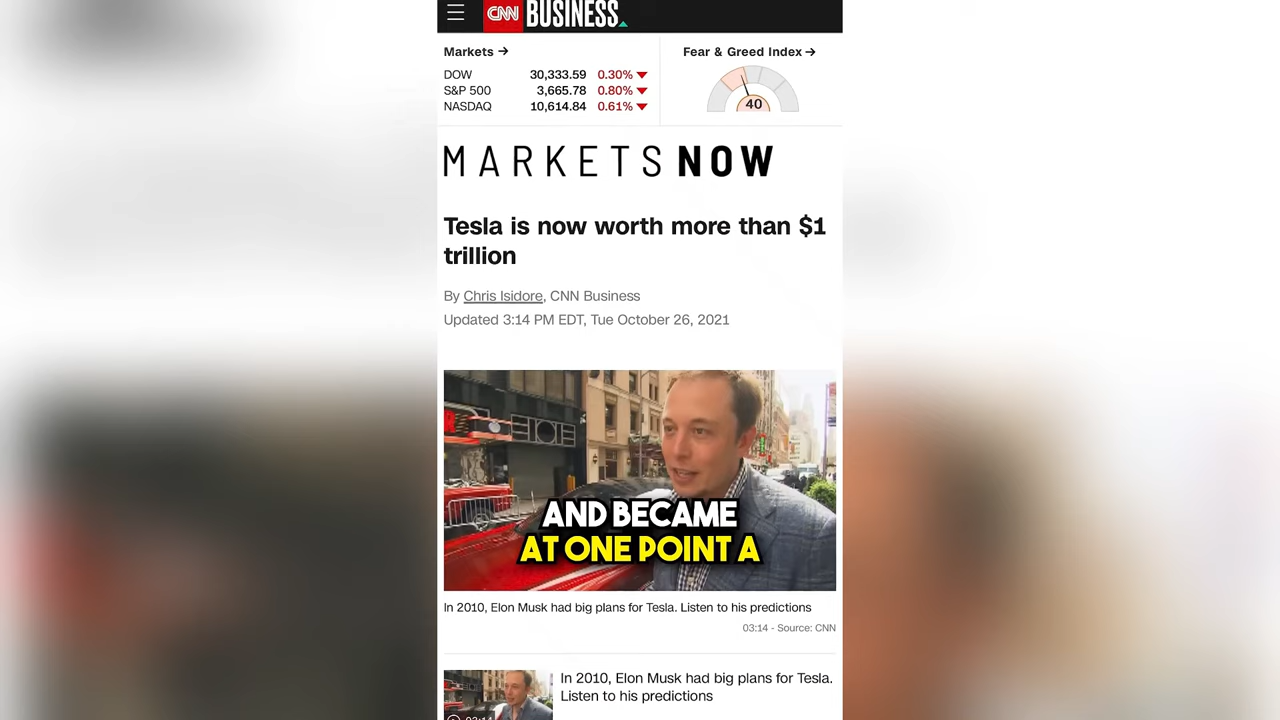 CNN BUSINESS
Markets →
DOW 30,333.59 0.30%
S&P 500 3,665.78 0.80%
NASDAQ 10,614.84 0.61%
Fear & Greed Index →
40
MARKETS NOW
Tesla is now worth more than $1
trillion
By Chris Isidore, CNN Business
Updated 3:14 PM EDT, Tue October 26, 2021
AND BECAME
AT ONE POINT A
In 2010, Elon Musk had big plans for Tesla. Listen to his predictions
03:14 - Source: CNN
In 2010, Elon Musk had big plans for Tesla.
Listen to his predictions
03:14